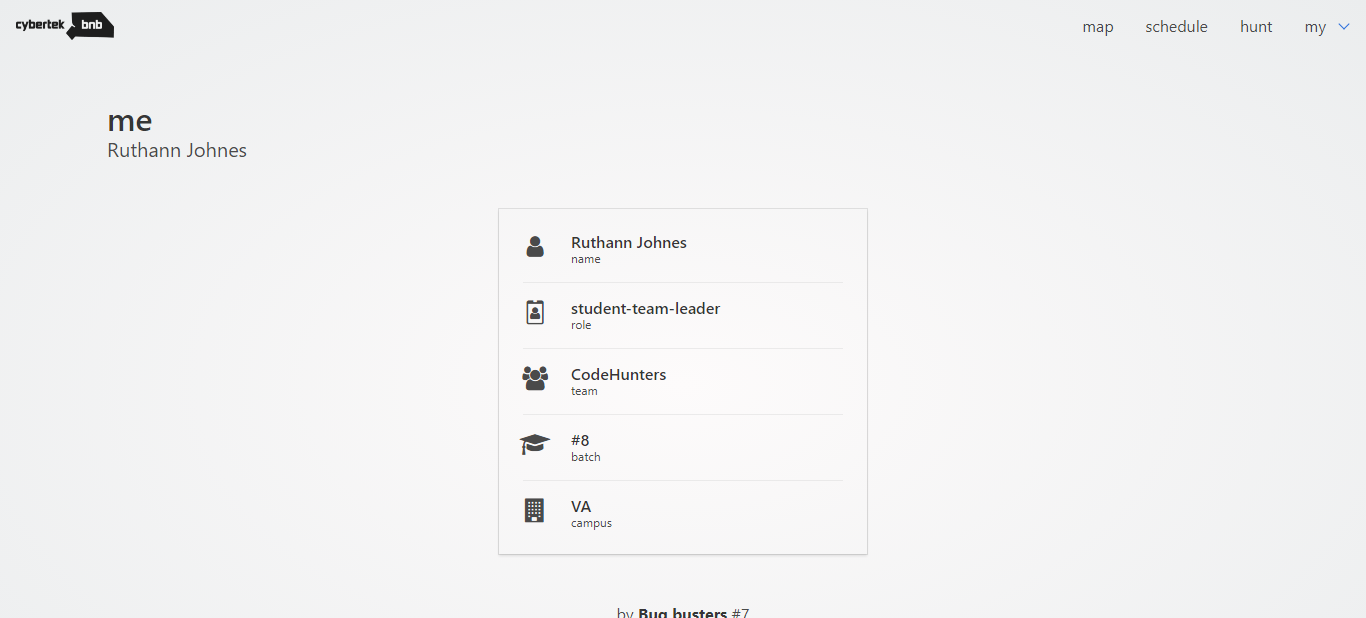 cybertek bnb
map schedule hunt my
me
Ruthann Johnes
Ruthann Johnes
name
student-team-leader
role
CodeHunters
team
#8
batch
VA
campus
by Bug busters #7